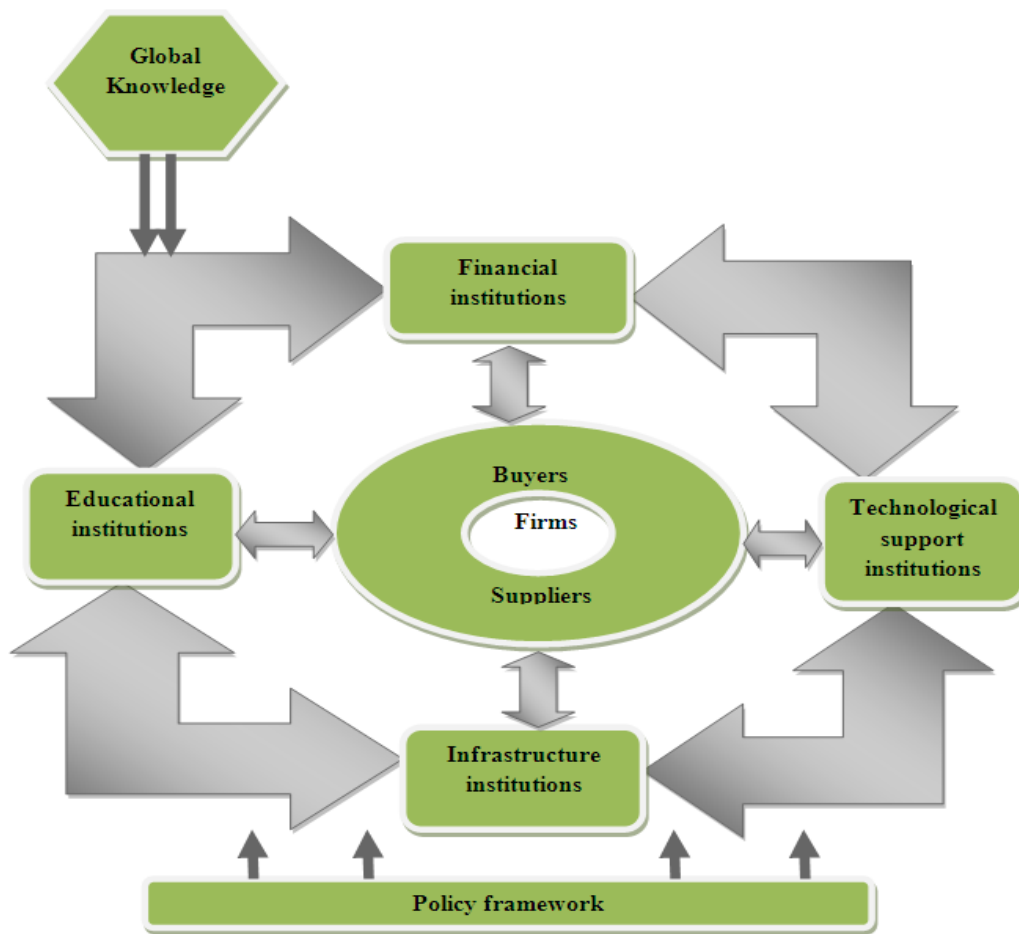 Global
Knowledge
Financial
institutions
Buyers
Firms
Suppliers
Educational
institutions
Technological
support
institutions
Infrastructure
institutions
Policy framework